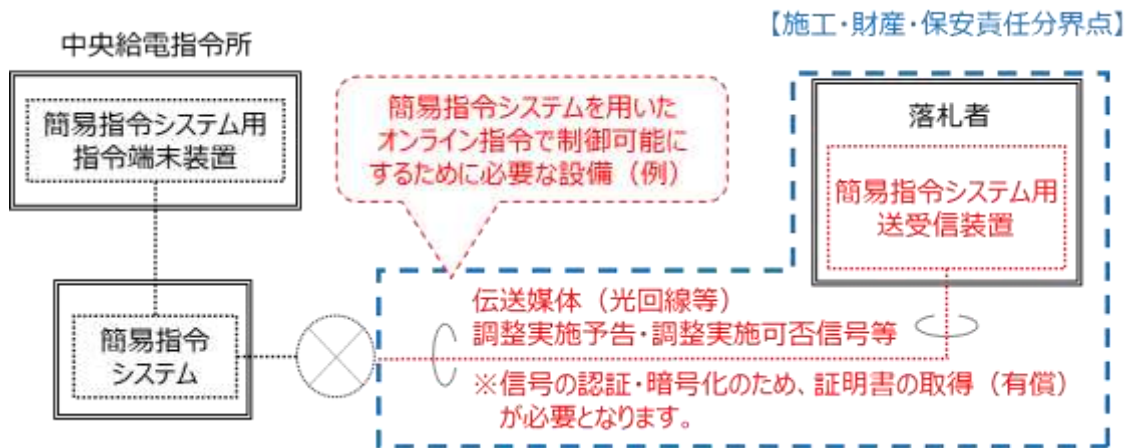 【施工・財産・保安責任分界点】
中央給電指令所
簡易指令システム用
指令端末装置
簡易指令システムを用いた
オンライン指令で制御可能に
するために必要な設備（例）
落札者
簡易指令システム用
送受信装置
簡易指令
システム
伝送媒体（光回線等）
調整実施予告・調整実施可否信号等
※信号の認証・暗号化のため、証明書の取得（有償）
が必要となります。